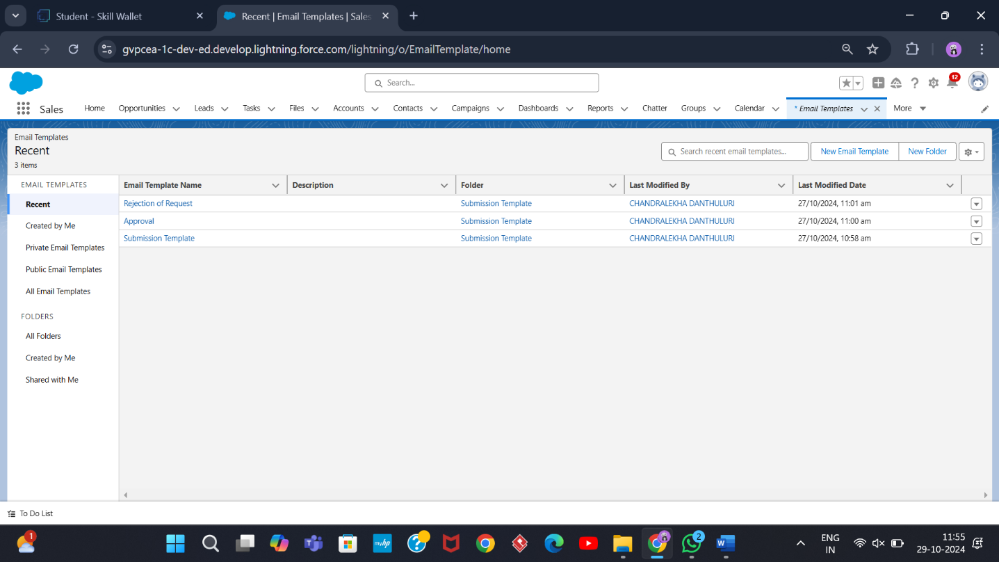 Student - Skill Wallet
Recent | Email Templates | Sales
gvpcea-1c-dev-ed.develop.lightning.force.com/lightning/o/EmailTemplate/home
Search...
12
Sales Home Opportunities Leads Tasks Files Accounts Contacts Campaigns Dashboards Reports Chatter Groups Calendar * Email Templates More
Email Templates
Recent
3 items
Search recent email templates...
New Email Template
New Folder
EMAIL TEMPLATES
Recent
Created by Me
Private Email Templates
Public Email Templates
All Email Templates
FOLDERS
All Folders
Created by Me
Shared with Me
Email Template Name Description Folder Last Modified By Last Modified Date
Rejection of Request Submission Template CHANDRALEKHA DANTHULURI 27/10/2024, 11:01 am
Approval Submission Template CHANDRALEKHA DANTHULURI 27/10/2024, 11:00 am
Submission Template Submission Template CHANDRALEKHA DANTHULURI 27/10/2024, 10:58 am
To Do List
1
myhp
2
ENG
IN
11:55
29-10-2024